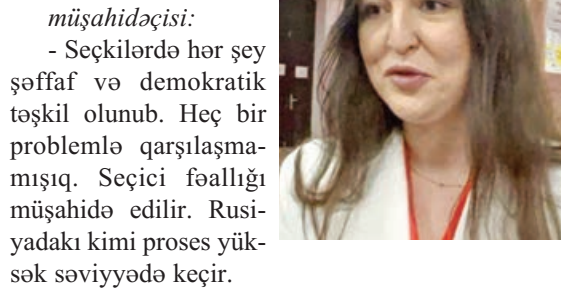 müşahidəçisi:
- Seçkilərdə hər şey
şəffaf və demokratik
təşkil olunub. Heç bir
problemlə qarşılaşma-
mışıq. Seçici fəallığı
müşahidə edilir. Rusi-
yadakı kimi proses yük-
sək səviyyədə keçir.